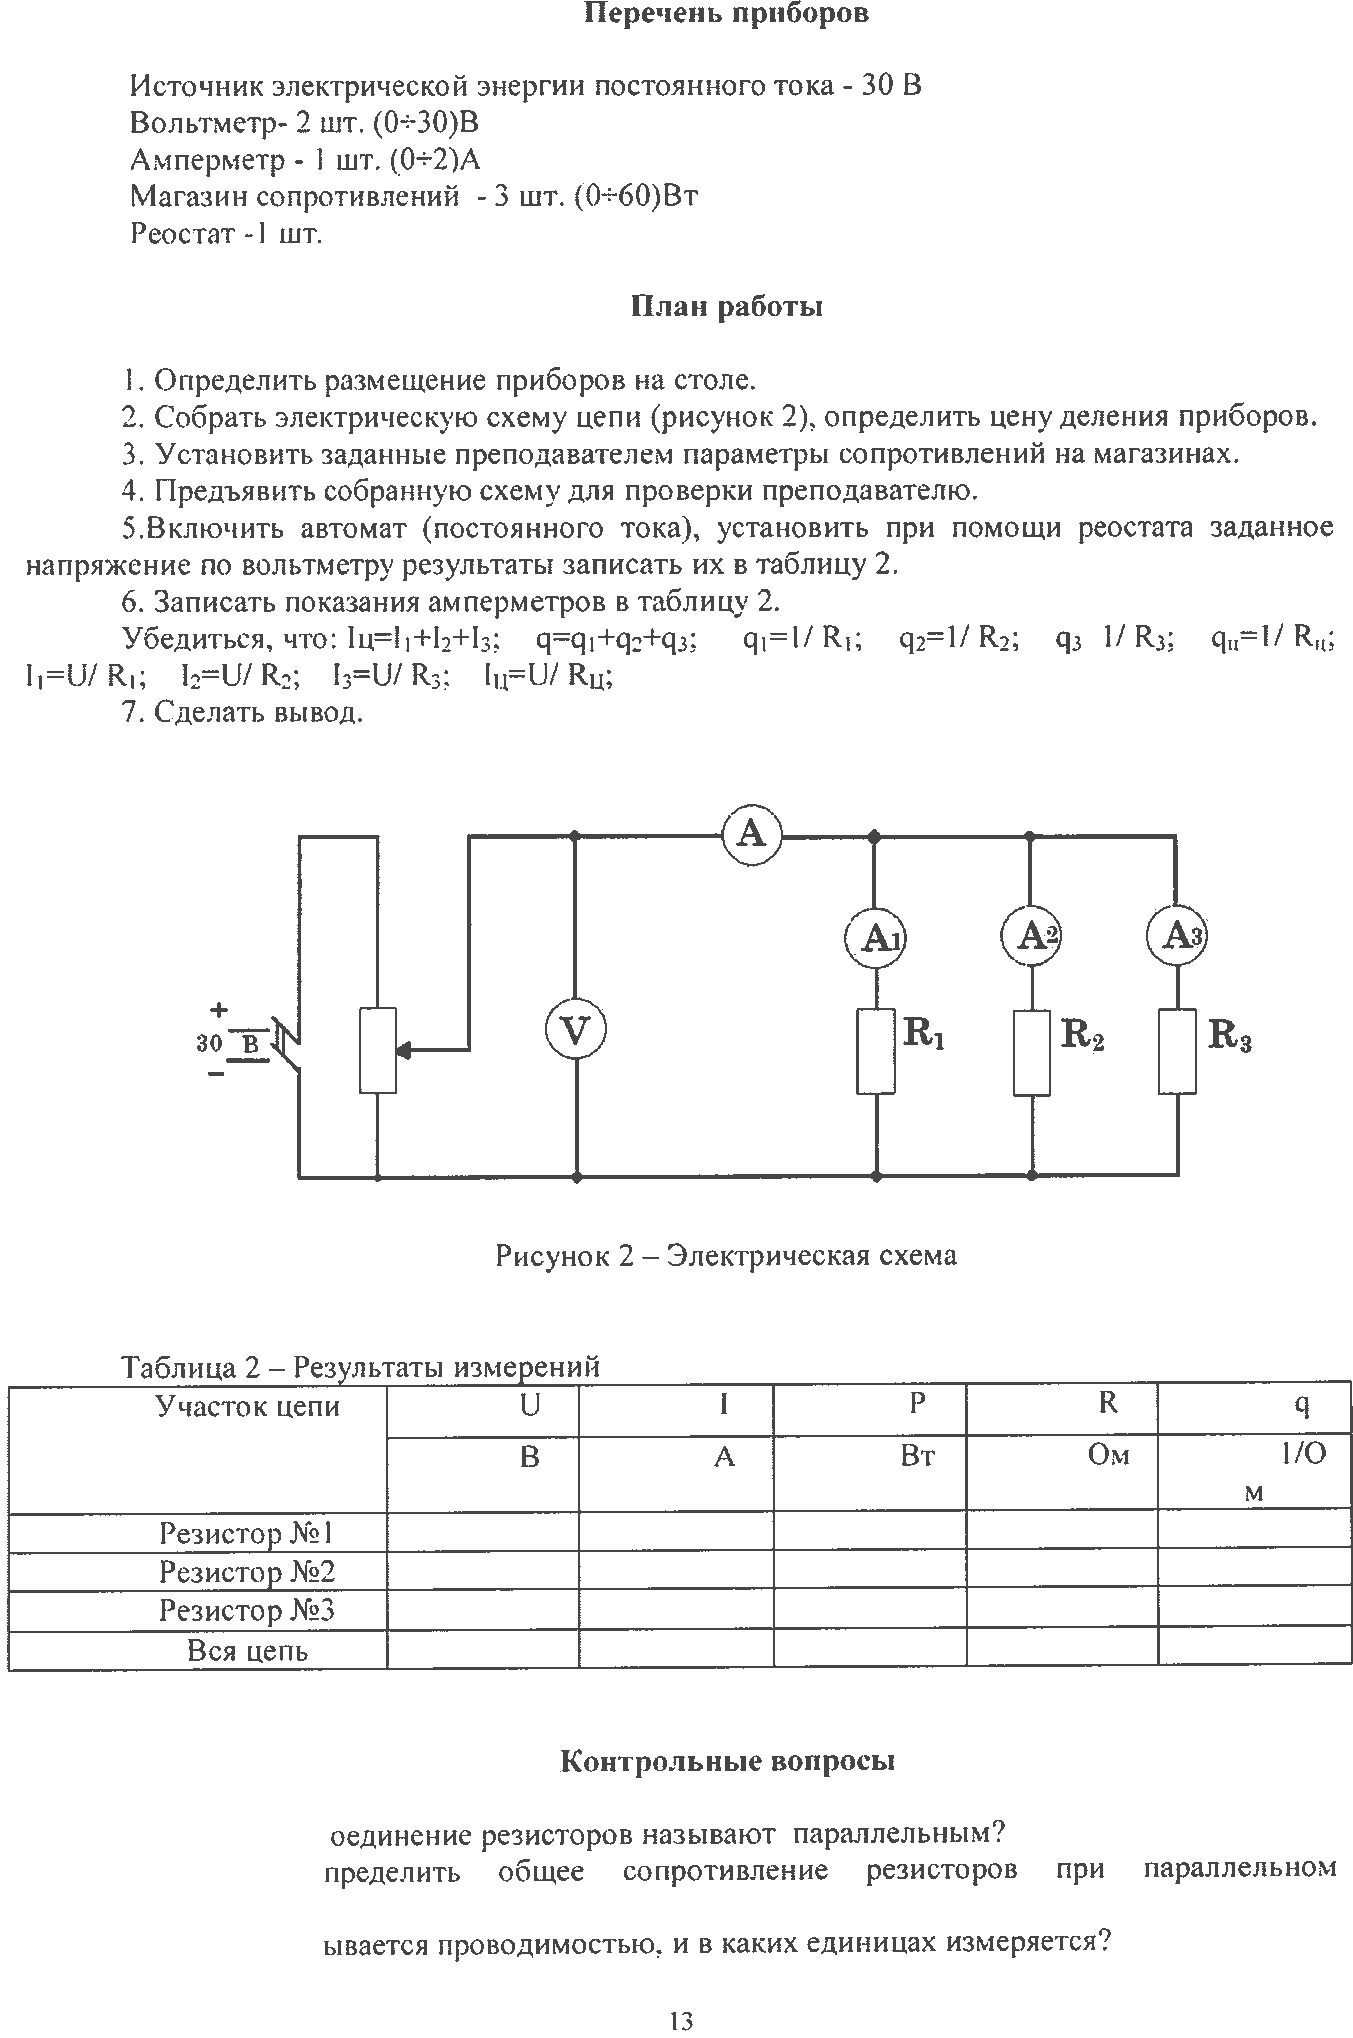 Перечень приборов
Источник электрической энергии постоянного тока - 30 В
Вольтметр- 2 шт. (0÷30)В
Амперметр - 1 шт. (0÷2)А
Магазин сопротивлений - 3 шт. (0÷60)Вт
Реостат -1 шт.
План работы
1. Определить размещение приборов на столе.
2. Собрать электрическую схему цепи (рисунок 2), определить цену деления приборов.
3. Установить заданные преподавателем параметры сопротивлений на магазинах.
4. Предъявить собранную схему для проверки преподавателю.
5.Включить автомат (постоянного тока), установить при помощи реостата заданное
напряжение по вольтметру результаты записать их в таблицу 2.
6. Записать показания амперметров в таблицу 2.
Убедиться, что: Iц=I₁+I₂+I₃; q=q₁+q₂+q₃; q₁=1/ R₁; q₂=1/ R₂; q₃ 1/ R₃; qц=1/ Rц;
I₁=U/ R₁; I₂=U/ R₂; I₃=U/ R₃; Iц=U/ Rц;
7. Сделать вывод.
A
A1 A2 A3
+
30 В
−
V
R₁ R₂ R₃
Рисунок 2 – Электрическая схема
Таблица 2 – Результаты измерений
Участок цепи U I P R q
В А Вт Ом 1/О
м
Резистор №1
Резистор №2
Резистор №3
Вся цепь
Контрольные вопросы
оединение резисторов называют параллельным?
пределить общее сопротивление резисторов при параллельном
ывается проводимостью, и в каких единицах измеряется?
13